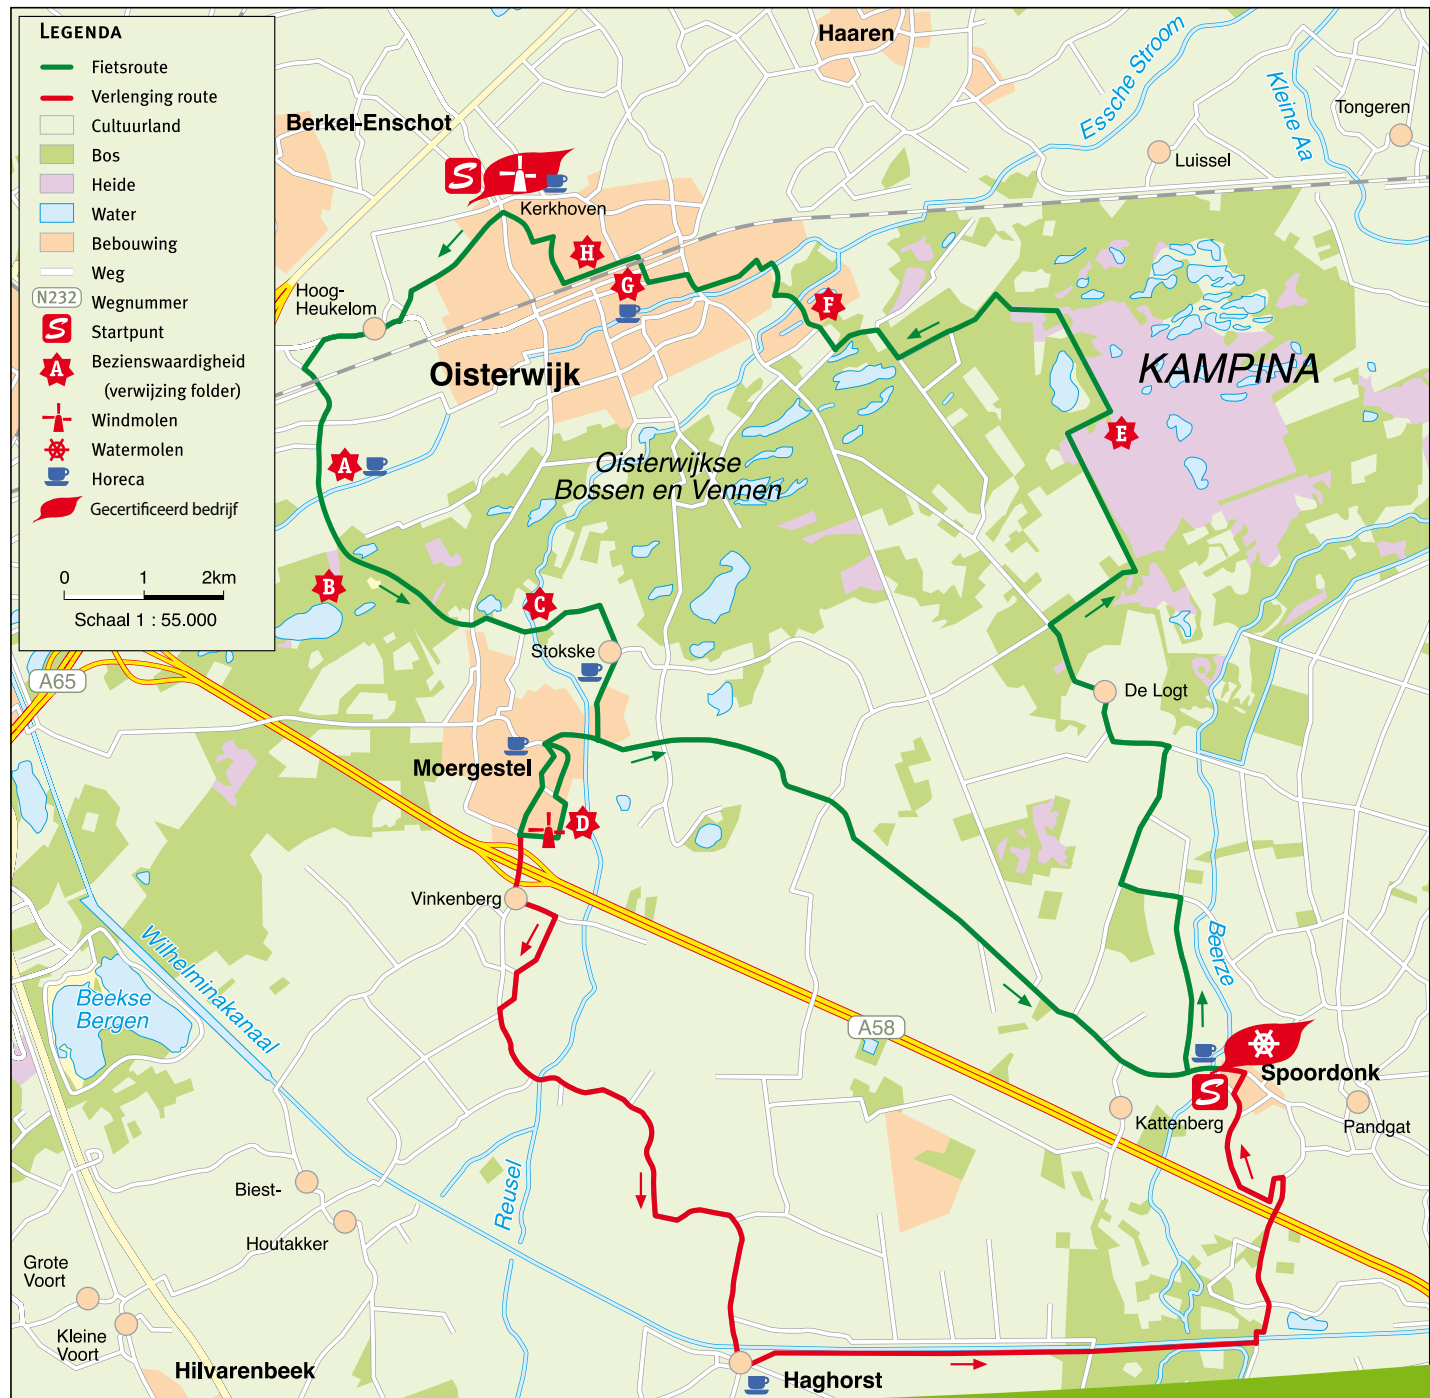 LEGENDA
Fietsroute
Verlenging route
Cultuurland
Bos
Heide
Water
Bebouwing
Weg
N232 Wegnummer
S Startpunt
A Bezienswaardigheid
(verwijzing folder)
Windmolen
Watermolen
Horeca
Gecertificeerd bedrijf
0 1 2km
Schaal 1 : 55.000
Haaren
Essche Stroom
Kleine Aa
Tongeren
Luissel
Berkel-Enschot
S
Kerkhoven
H
G
F
Hoog-
Heukelom
Oisterwijk
KAMPINA
E
A
Oisterwijkse
Bossen en Vennen
B
C
Stokske
A65
De Logt
Moergestel
D
Vinkenberg
Wilhelminakanaal
Beekse
Bergen
Beerze
A58
Spoordonk
S
Kattenberg
Pandgat
Reusel
Biest-
Houtakker
Grote
Voort
Kleine
Voort
Hilvarenbeek
Haghorst